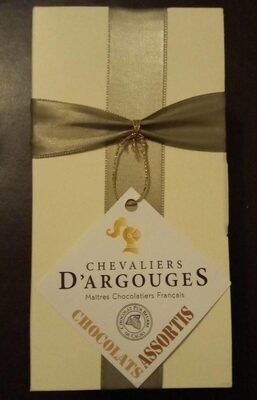 CHEVALIERS
D'ARGOUGES
Maîtres Chocolatiers Français
CHOCOLATS ASSORTIS